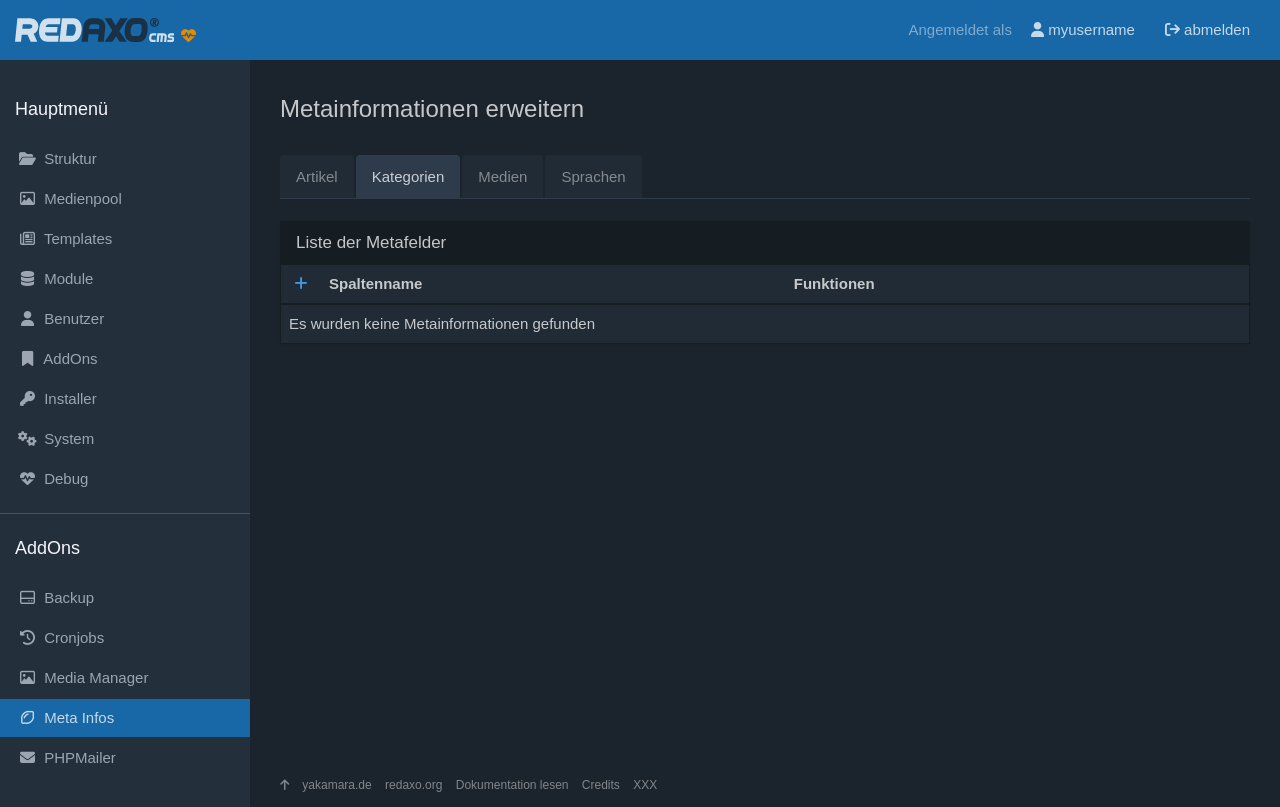 REDAXO® cms
Angemeldet als myusername abmelden
Hauptmenü
Struktur
Medienpool
Templates
Module
Benutzer
AddOns
Installer
System
Debug
AddOns
Backup
Cronjobs
Media Manager
Meta Infos
PHPMailer
Metainformationen erweitern
Artikel Kategorien Medien Sprachen
Liste der Metafelder
Spaltenname Funktionen
Es wurden keine Metainformationen gefunden
yakamara.de redaxo.org Dokumentation lesen Credits XXX